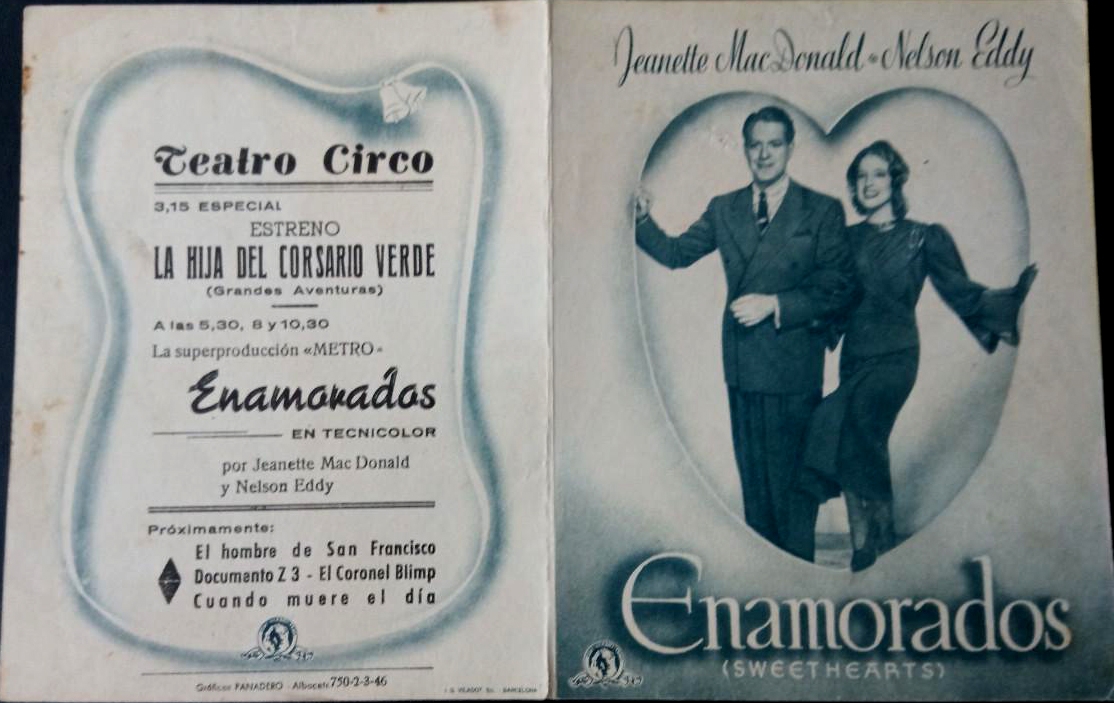 Teatro Circo
3,15 ESPECIAL
ESTRENO
LA HIJA DEL CORSARIO VERDE
(Grandes Aventuras)
A las 5,30, 8 y 10,30
La superproducción «METRO»
Enamorados
EN TECNICOLOR
por Jeanette Mac Donald
y Nelson Eddy
Próximamente:
El hombre de San Francisco
Documento Z 3 - El Coronel Blimp
Cuando muere el día
Gráficas PANADERO - Albacete 750-2-3-46
BARCELONA
Jeanette MacDonald - Nelson Eddy
Enamorados
(SWEETHEARTS)